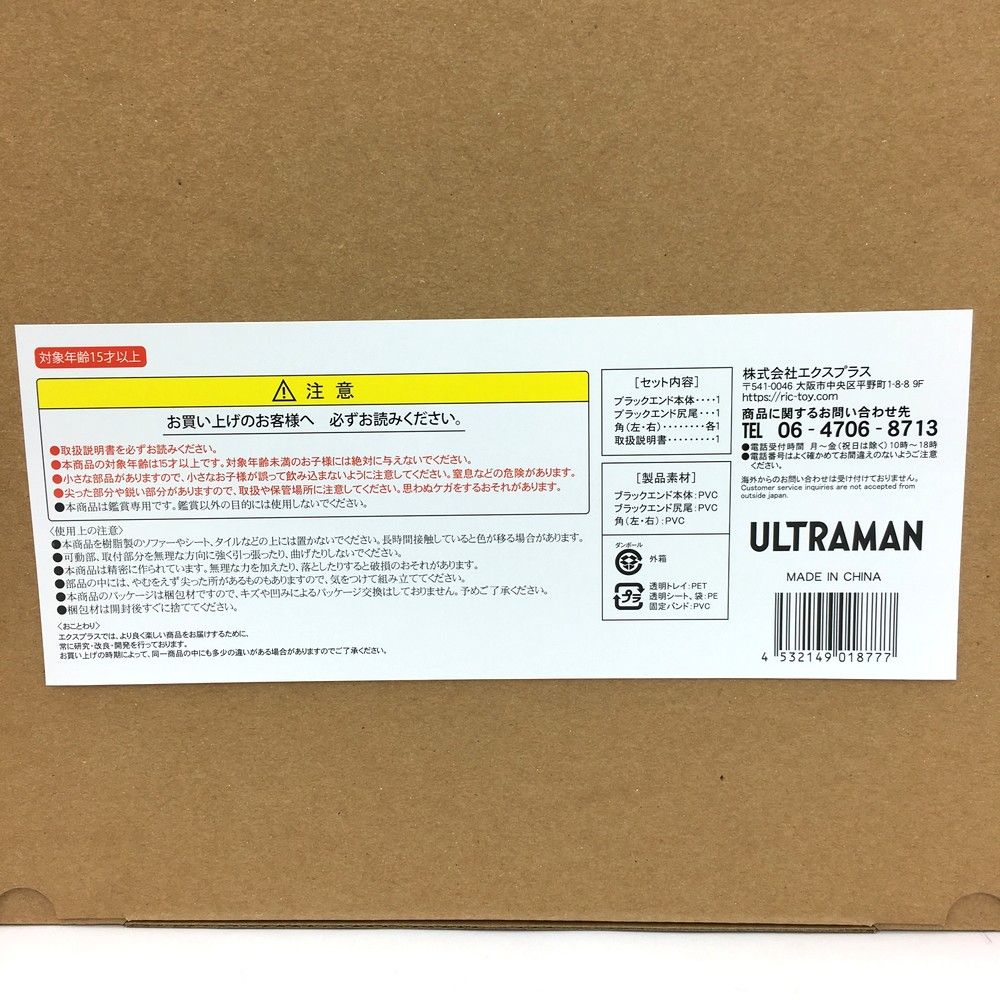 対象年齢15才以上
⚠ 注意
お買い上げのお客様へ 必ずお読みください。
●取扱説明書を必ずお読みください。
●本商品の対象年齢は15才以上です。対象年齢未満のお子様には絶対に与えないでください。
●小さな部品がありますので、小さなお子様が誤って飲み込まないように注意してください。窒息などの危険があります。
●尖った部分や鋭い部分がありますので、取扱や保管場所に注意してください。思わぬケガをするおそれがあります。
●本商品は鑑賞専用です。鑑賞以外の目的には使用しないでください。
〈使用上の注意〉
●本商品を樹脂製のソファーやシート、タイルなどの上には置かないでください。長時間接触していると色が移る場合があります。
●可動部、取付部分を無理な方向に強く引っ張ったり、曲げたりしないでください。
●本商品は精密に作られています。無理な力を加えたり、落としたりすると破損のおそれがあります。
●部品の中には、やむをえず尖った所があるものもありますので、気をつけて組み立ててください。
●本商品のパッケージは梱包材ですので、キズや凹みによるパッケージ交換はしておりません。予めご了承ください。
●梱包材は開封後すぐに捨ててください。
〈おことわり〉
エクスプラスでは、より良く楽しい商品をお届けするために、
常に研究・改良・開発を行っております。
お買い上げの時期によって、同一商品の中にも多少の違いがある場合がありますのでご了承ください。
[セット内容]
ブラックエンド本体・・・・1
ブラックエンド尻尾・・・1
角(左・右)・・・・・・・・各1
取扱説明書・・・・・・・・・1
[製品素材]
ブラックエンド本体:PVC
ブラックエンド尻尾:PVC
角(左・右):PVC
ダンボール
外箱
プラ
透明トレイ:PET
透明シート、袋:PE
固定バンド:PVC
株式会社エクスプラス
〒541-0046 大阪市中央区平野町1-8-8 9F
https://ric-toy.com
商品に関するお問い合わせ先
TEL 06-4706-8713
●電話受付時間 月〜金(祝日は除く)10時〜18時
●電話番号はよく確かめてお間違えのないようご注意
ください。
海外からのお問い合わせは受け付けておりません。
Customer service inquiries are not accepted from
outside japan.
ULTRAMAN
MADE IN CHINA
4 532149 018777